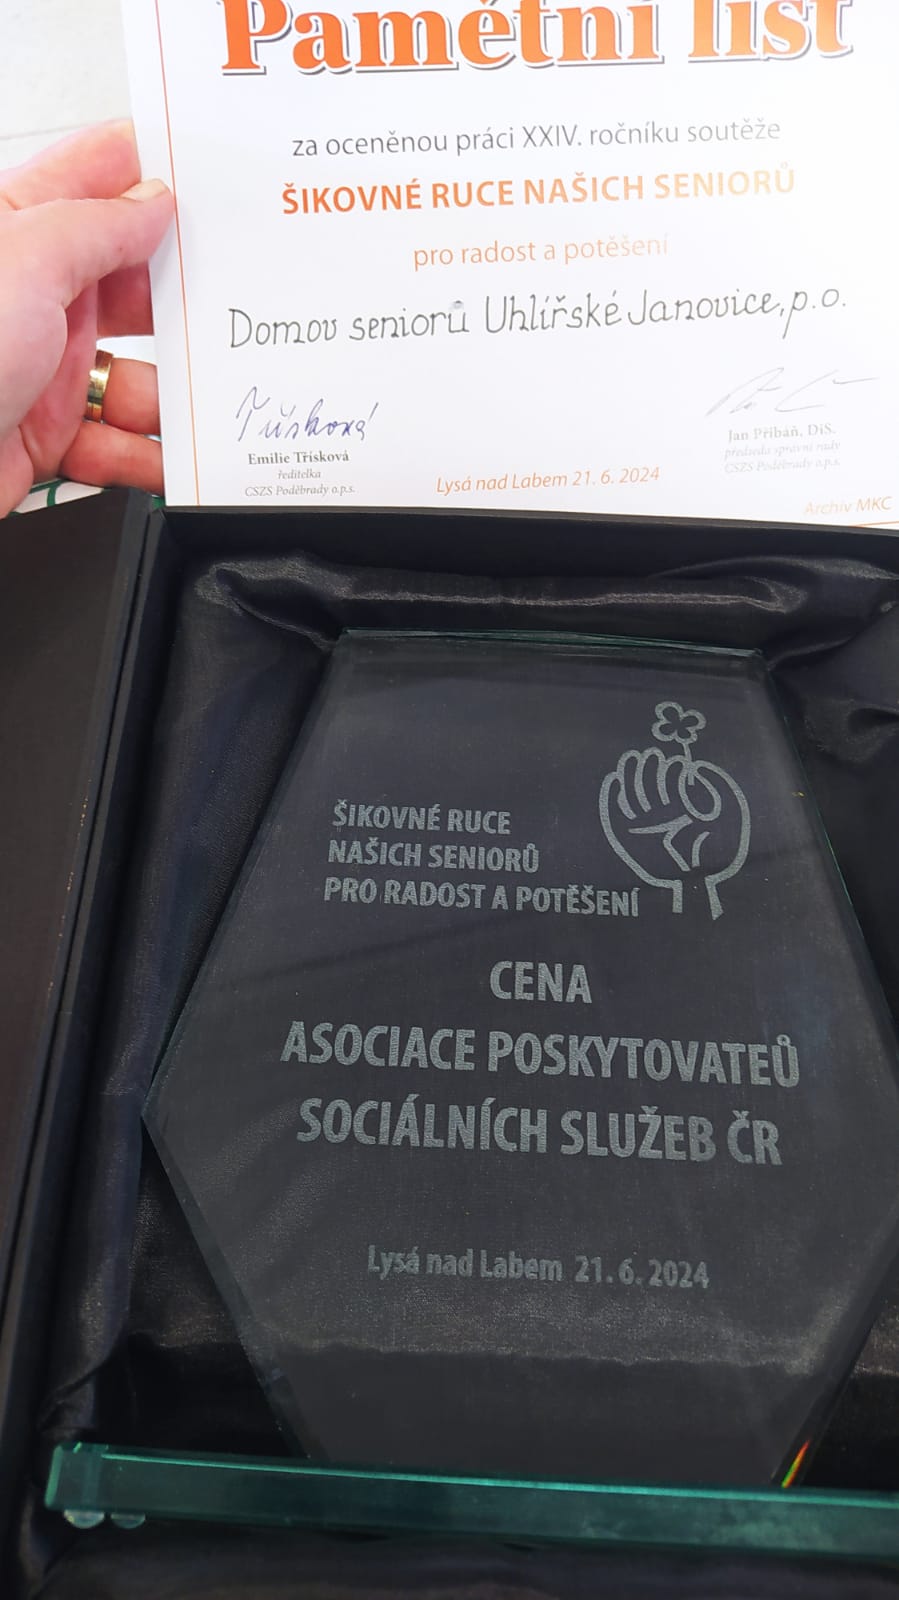 Pamětní list
za oceněnou práci XXIV. ročníku soutěže
ŠIKOVNÉ RUCE NAŠICH SENIORŮ
pro radost a potěšení
Domov seniorů Uhlířské Janovice, p.o.
Třísková
Emilie Třísková
ředitelka
CSZS Poděbrady o.p.s.
Jan Přibáň, DiS.
předseda správní rady
CSZS Poděbrady o.p.s.
Lysá nad Labem 21. 6. 2024
Archiv MKC
ŠIKOVNÉ RUCE
NAŠICH SENIORŮ
PRO RADOST A POTĚŠENÍ
CENA
ASOCIACE POSKYTOVATEŮ
SOCIÁLNÍCH SLUŽEB ČR
Lysá nad Labem 21. 6. 2024